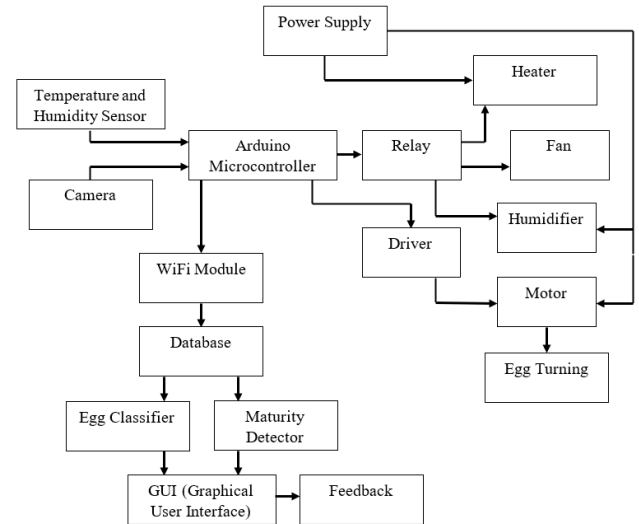 Power Supply
Heater
Temperature and
Humidity Sensor
Arduino
Microcontroller
Relay
Fan
Camera
Humidifier
Driver
WiFi Module
Motor
Database
Egg Turning
Egg Classifier
Maturity
Detector
GUI (Graphical
User Interface)
Feedback